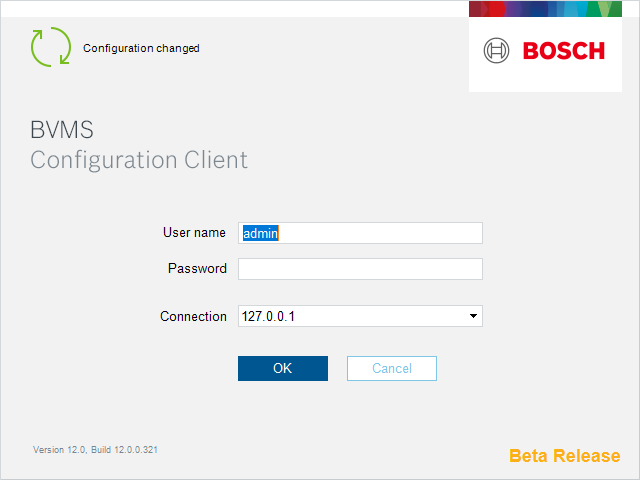 Configuration changed
BOSCH
BVMS
Configuration Client
User name admin
Password
Connection 127.0.0.1
OK Cancel
Version 12.0, Build 12.0.0.321
Beta Release